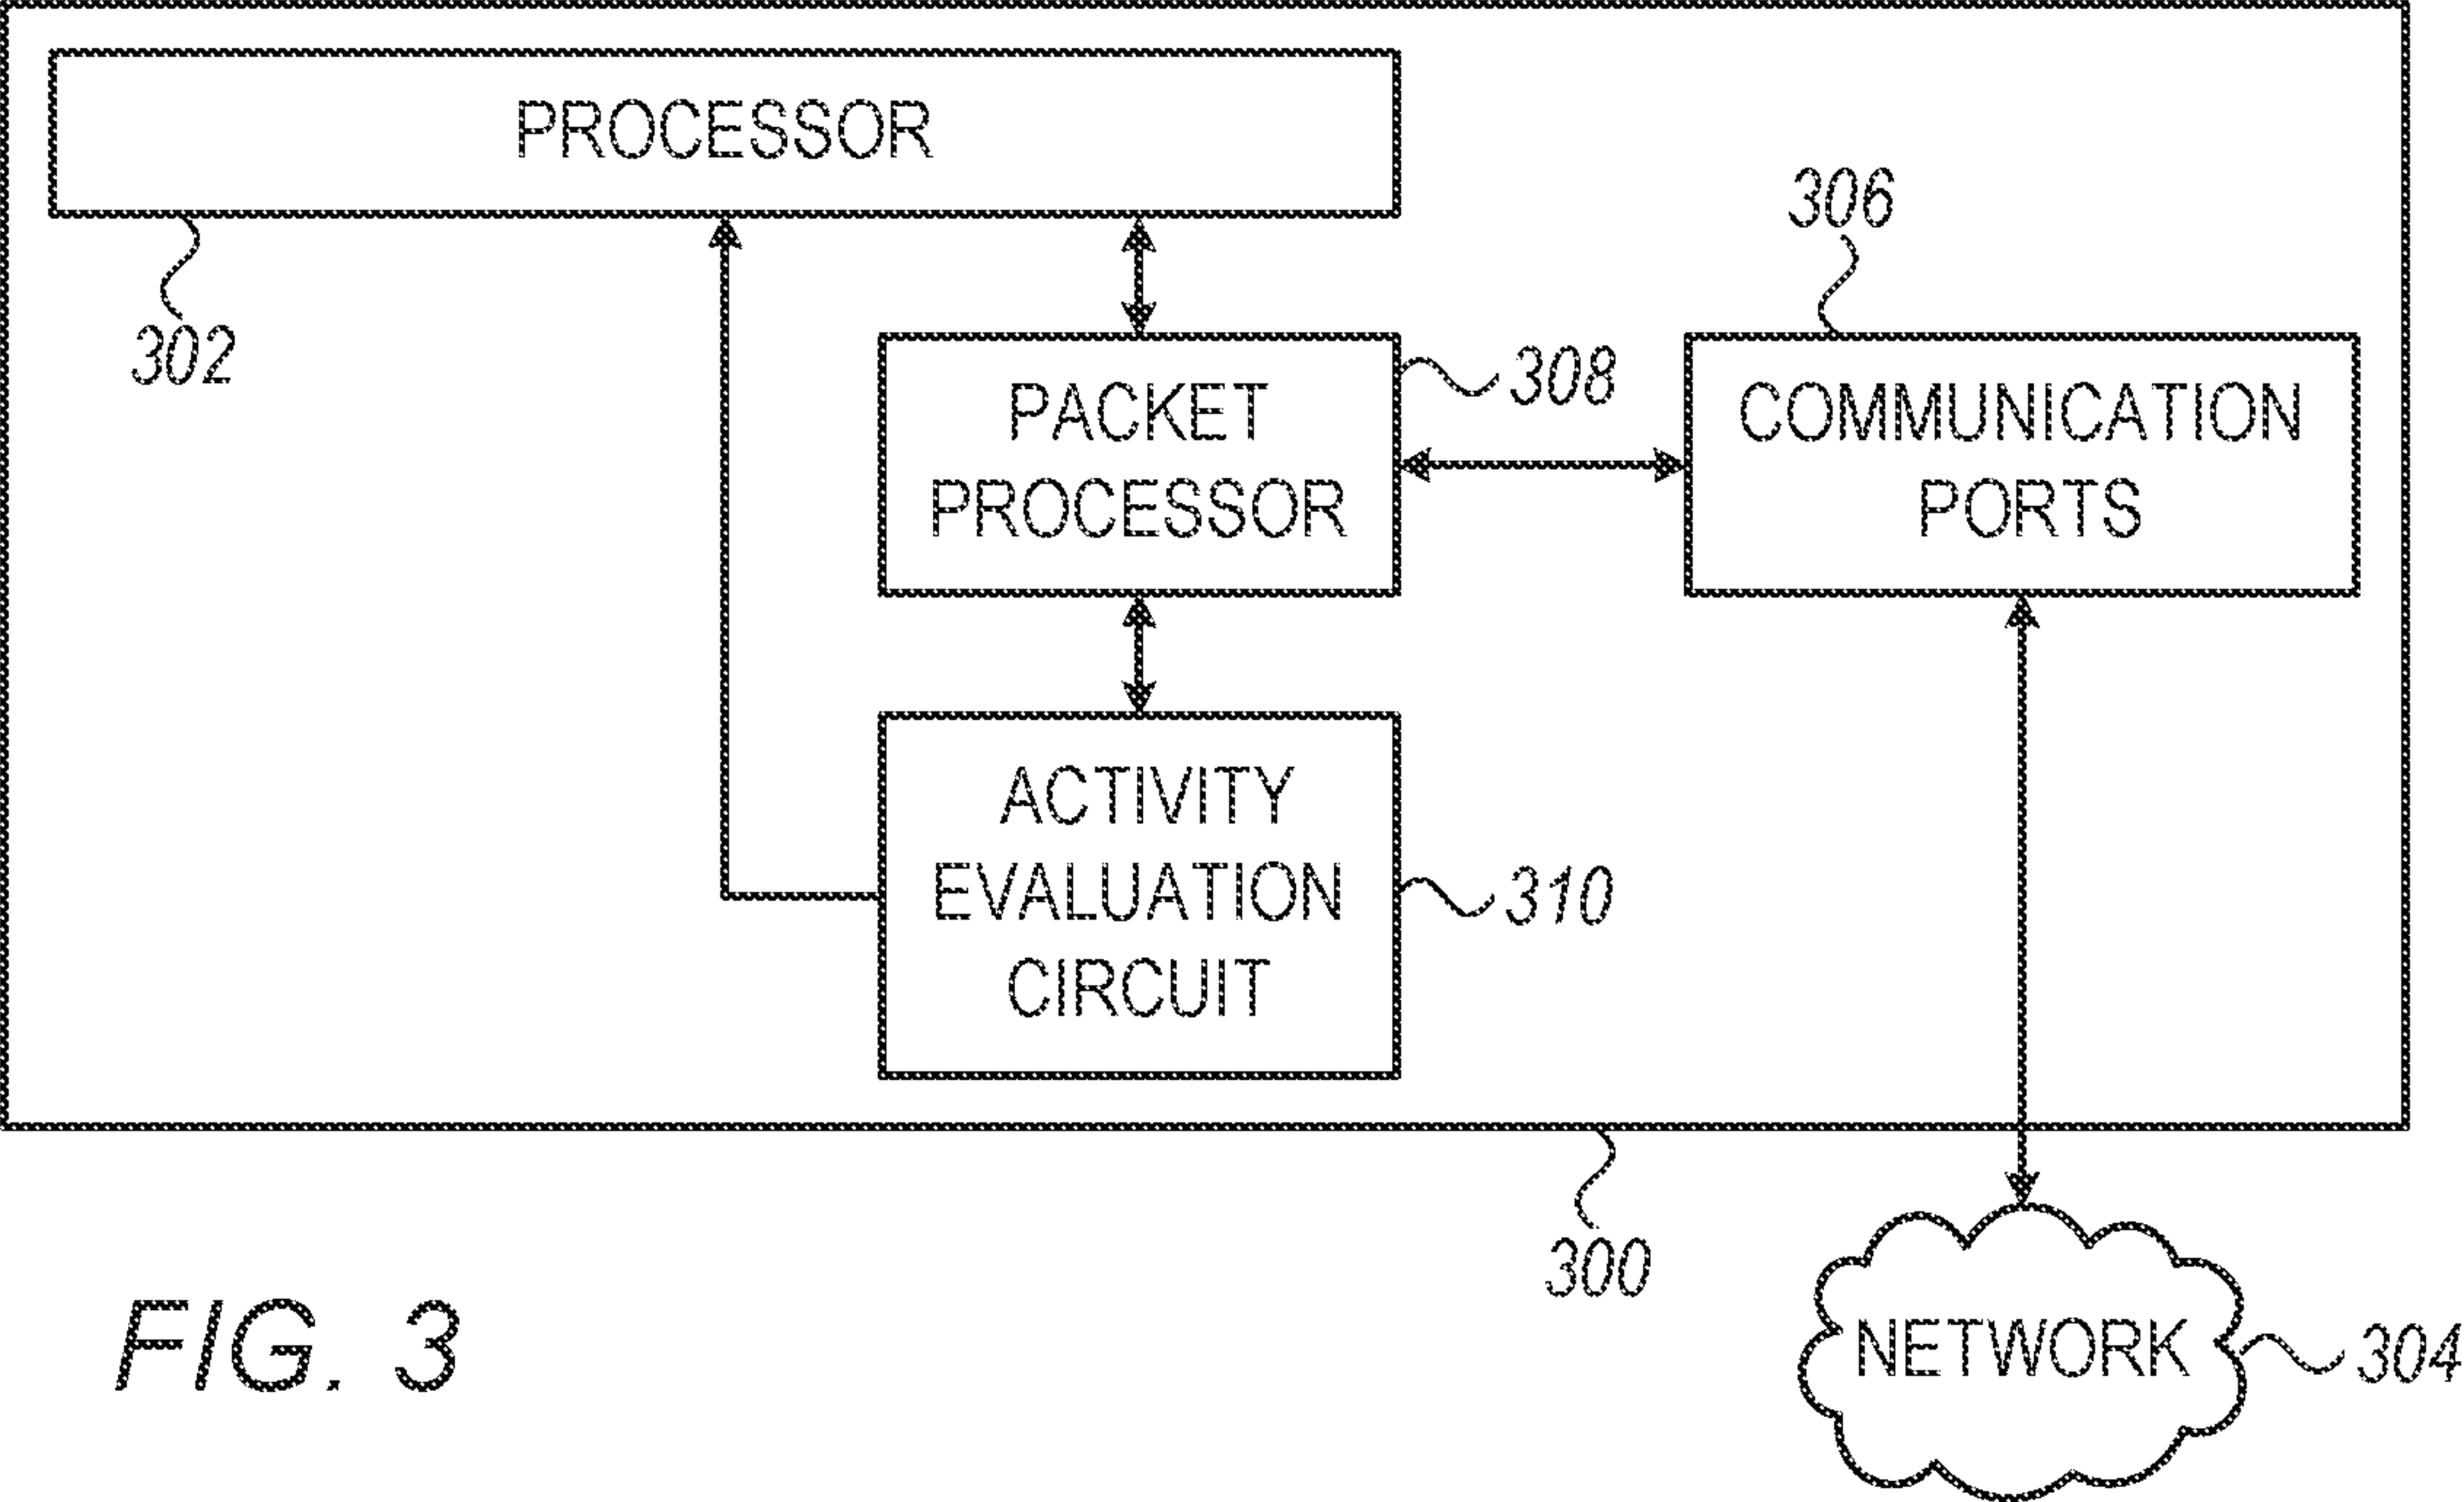 PROCESSOR
306
302
308
PACKET
PROCESSOR
COMMUNICATION
PORTS
ACTIVITY
EVALUATION
CIRCUIT
310
300
FIG. 3
NETWORK
304